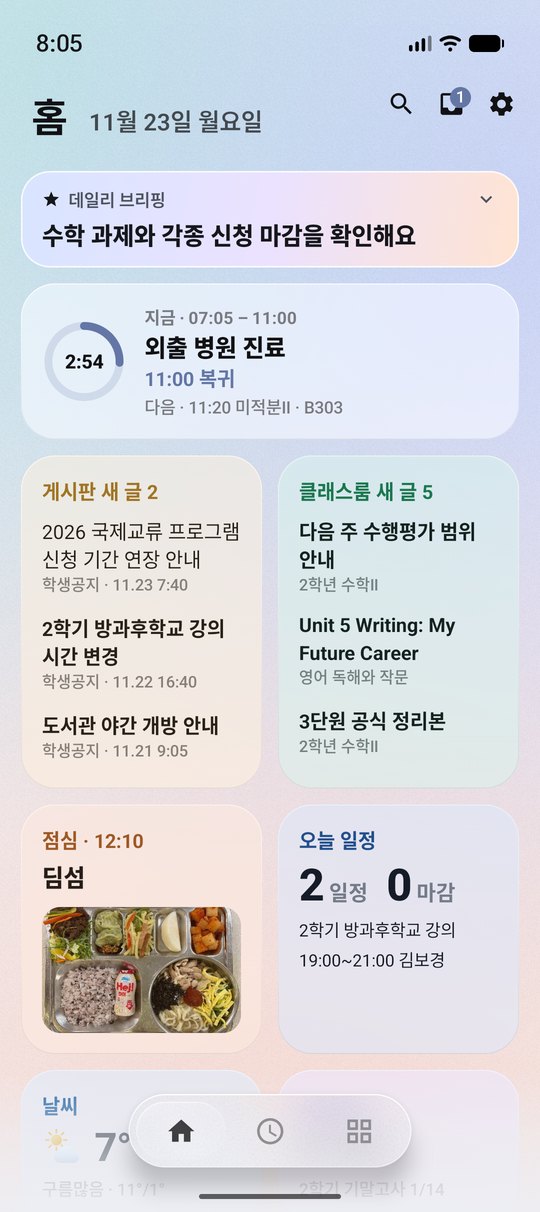 8:05
홈 11월 23일 월요일
1
데일리 브리핑
수학 과제와 각종 신청 마감을 확인해요
2:54
지금 · 07:05 – 11:00
외출 병원 진료
11:00 복귀
다음 · 11:20 미적분II · B303
게시판 새 글 2
2026 국제교류 프로그램
신청 기간 연장 안내
학생공지 · 11.23 7:40
2학기 방과후학교 강의
시간 변경
학생공지 · 11.22 16:40
도서관 야간 개방 안내
학생공지 · 11.21 9:05
클래스룸 새 글 5
다음 주 수행평가 범위
안내
2학년 수학II
Unit 5 Writing: My
Future Career
영어 독해와 작문
3단원 공식 정리본
2학년 수학II
점심 · 12:10
딤섬
Hej!
오늘 일정
2 일정 0 마감
2학기 방과후학교 강의
19:00~21:00 김보경
날씨
7°
구름많음 · 11°/1°
2학기 기말고사 1/14